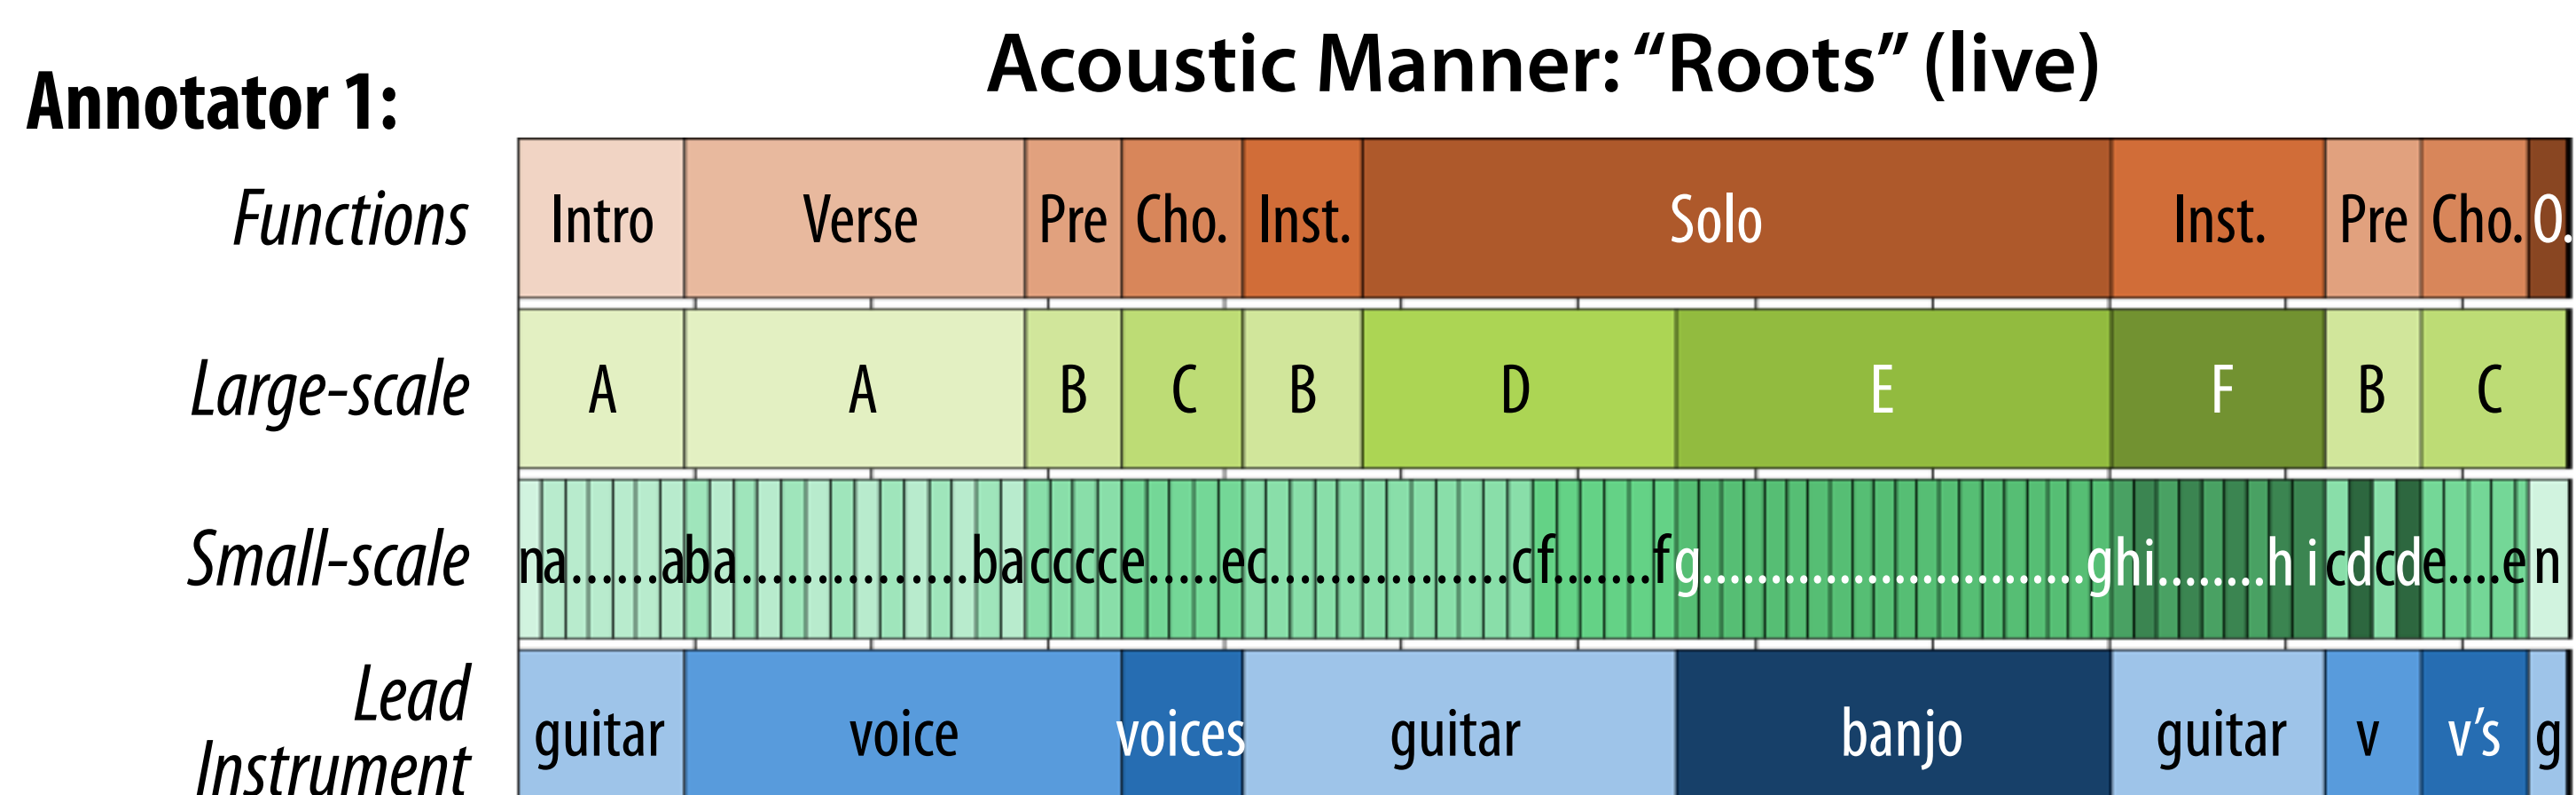 Acoustic Manner: “Roots” (live)
Annotator 1:
Functions Intro Verse Pre Cho. Inst. Solo Inst. Pre Cho. O.
Large-scale A A B C B D E F B C
Small-scale na......aba...............bacccce.....ec................cf.......fg..............................ghi........h i cdcde....en
Lead
Instrument guitar voice voices guitar banjo guitar v v’s g